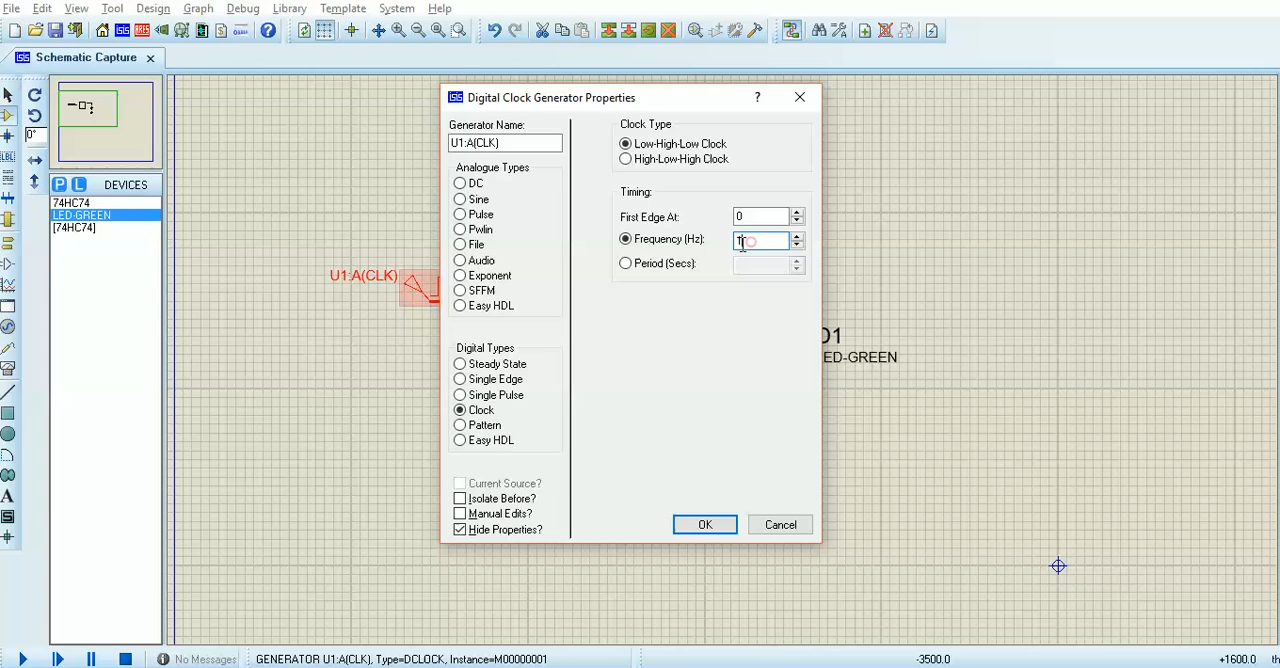 File Edit View Tool Design Graph Debug Library Template System Help
Schematic Capture
Digital Clock Generator Properties
Generator Name:
U1:A(CLK)
Analogue Types
DC
Sine
Pulse
Pwlin
File
Audio
Exponent
SFFM
Easy HDL
Digital Types
Steady State
Single Edge
Single Pulse
Clock
Pattern
Easy HDL
Current Source?
Isolate Before?
Manual Edits?
Hide Properties?
Clock Type
Low-High-Low Clock
High-Low-High Clock
Timing:
First Edge At: 0
Frequency (Hz):
Period (Secs):
OK Cancel
0°
P L DEVICES
74HC74
LED-GREEN
[74HC74]
U1:A(CLK)
D1
ED-GREEN
No Messages GENERATOR U1:A(CLK), Type=DCLOCK, Instance=M00000001 -3500.0 +1600.0 th